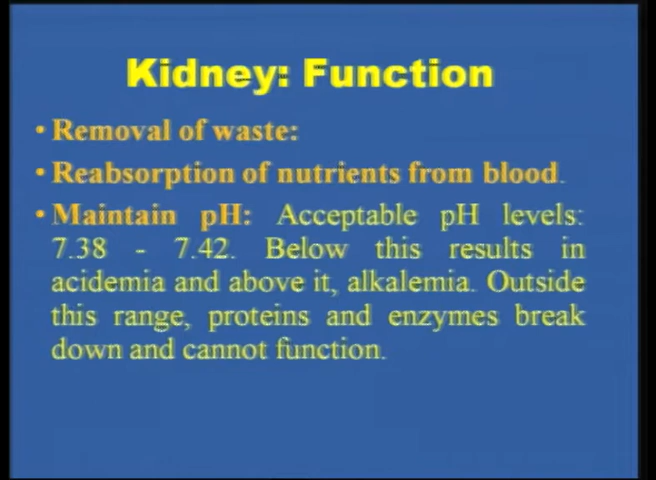 Kidney: Function
• Removal of waste:
• Reabsorption of nutrients from blood.
• Maintain pH: Acceptable pH levels:
7.38 - 7.42. Below this results in
acidemia and above it, alkalemia. Outside
this range, proteins and enzymes break
down and cannot function.